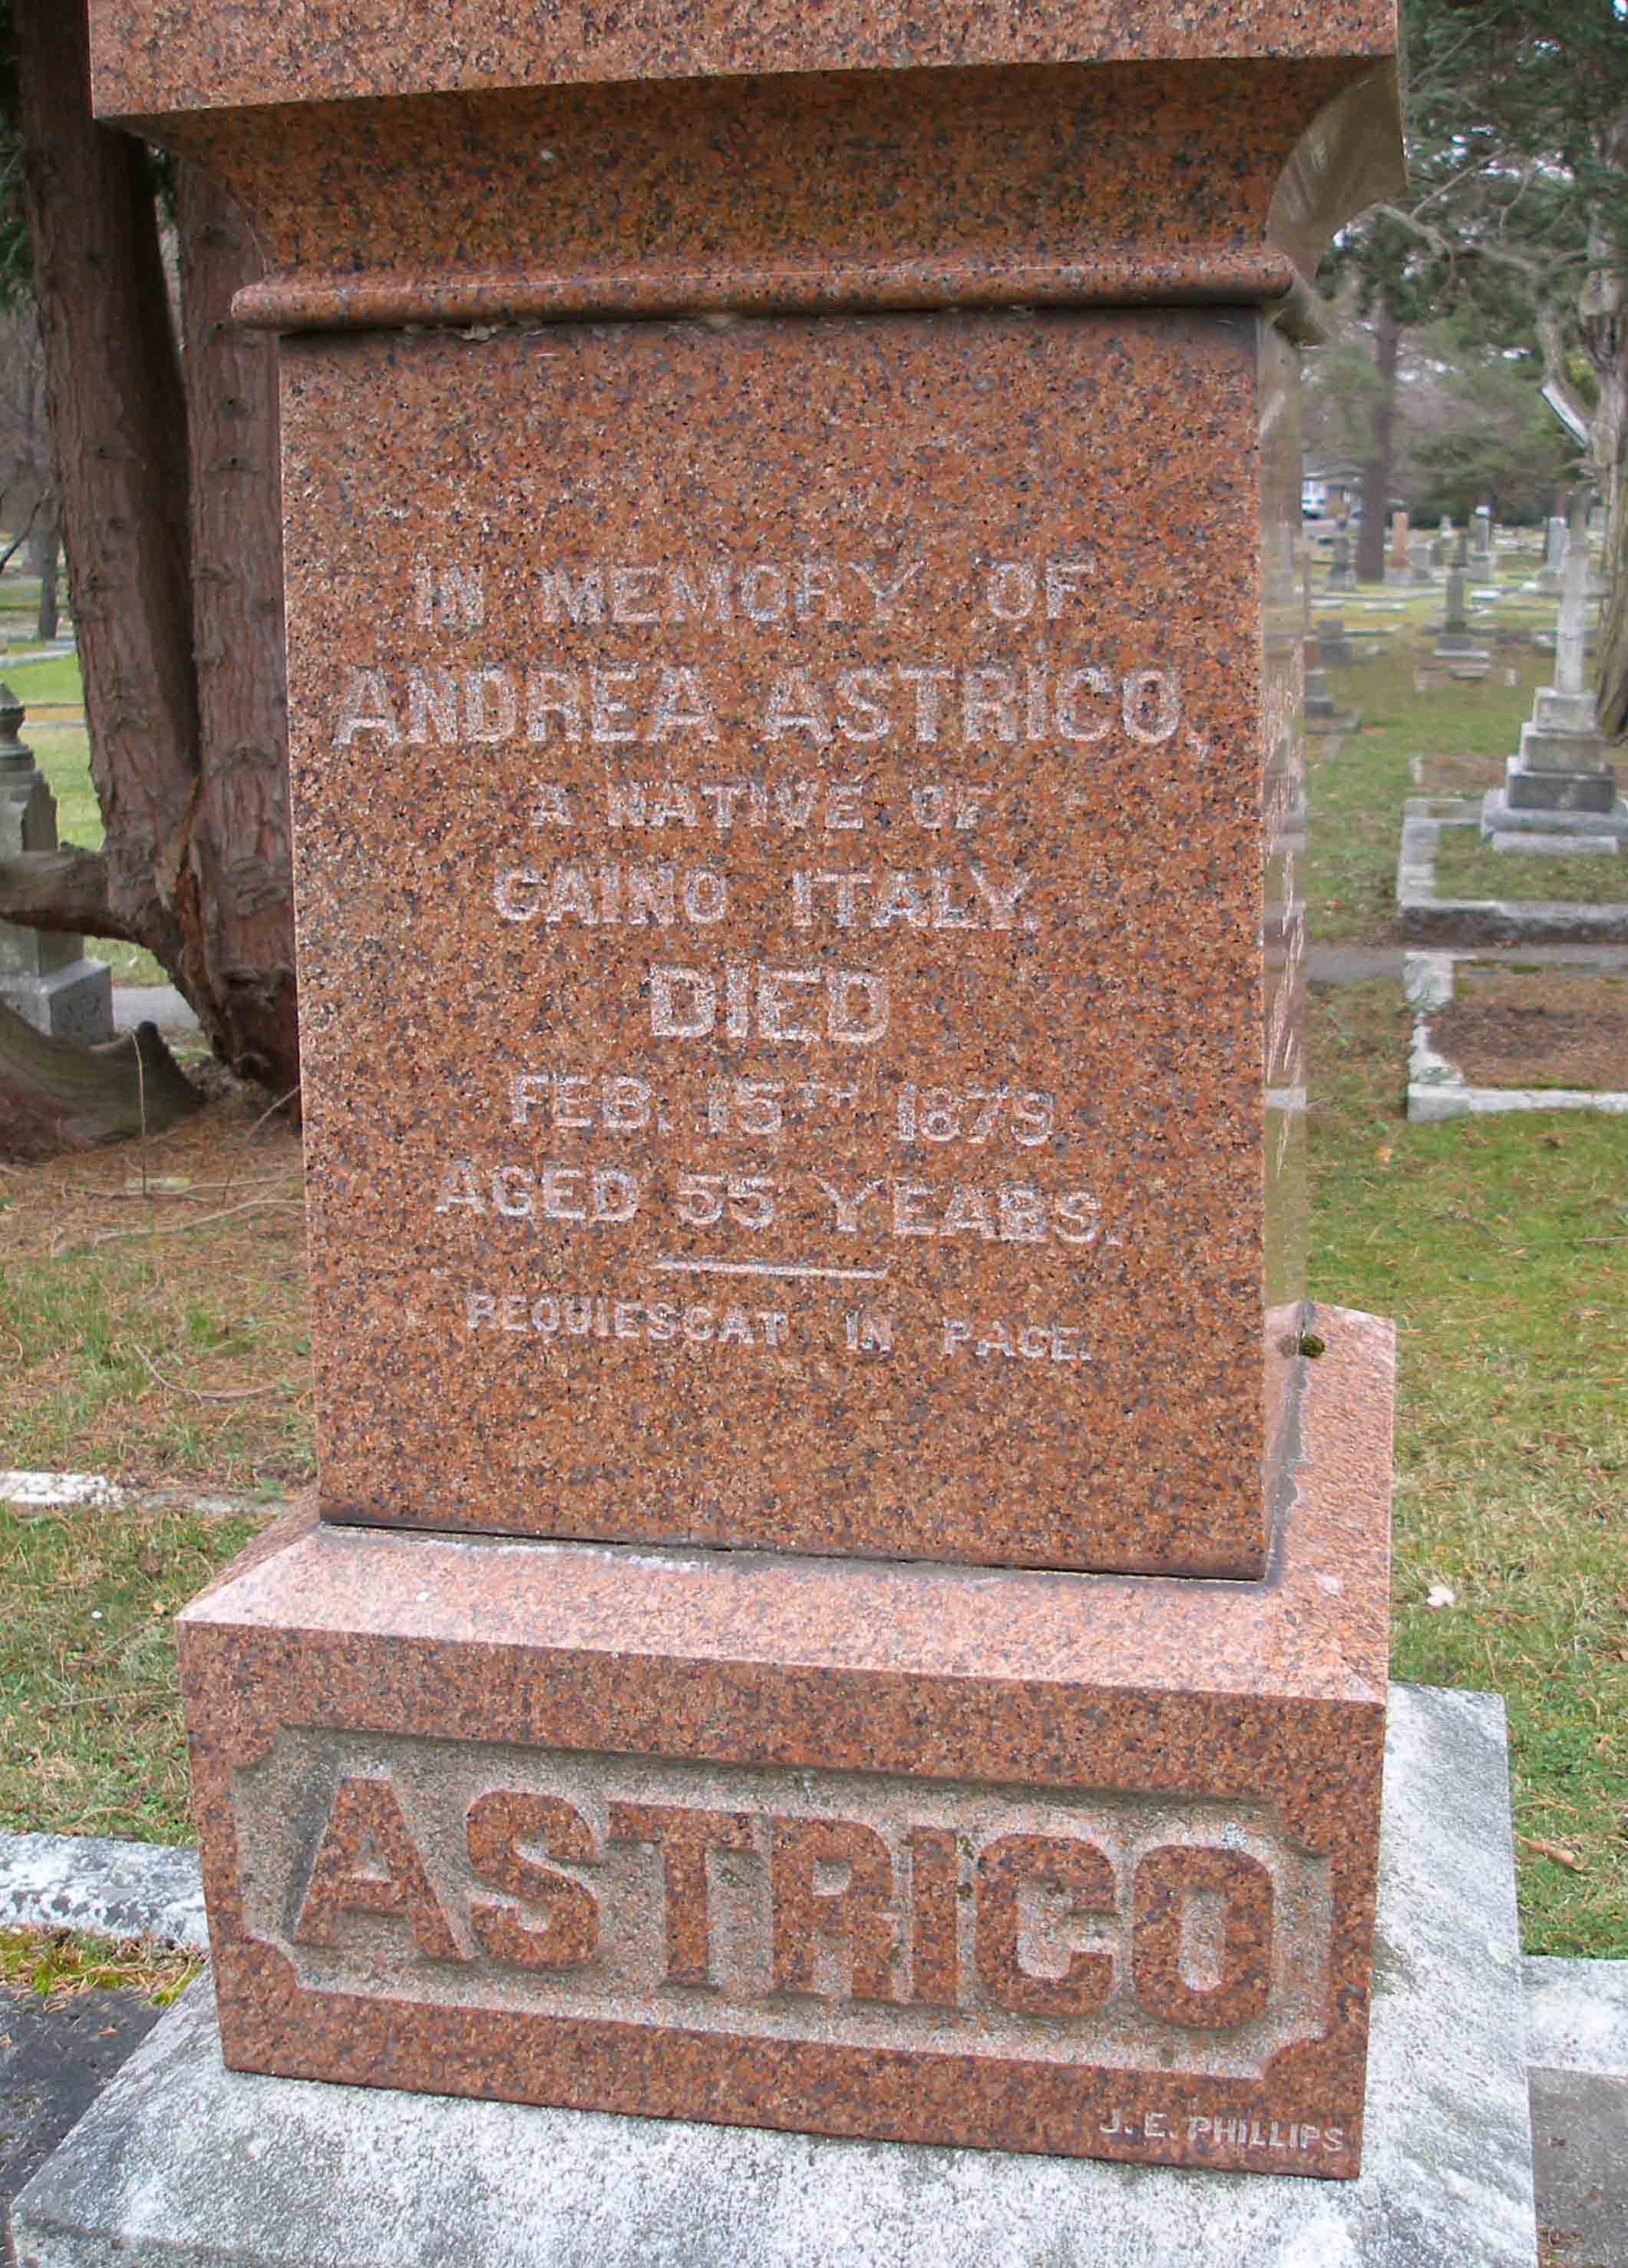 IN MEMORY OF
ANDREA ASTRICO,
A NATIVE OF
CAINO ITALY.
DIED
FEB. 15TH 1879
AGED 55 YEARS.
REQUIESCAT IN PACE.
ASTRICO
J. E. PHILLIPS